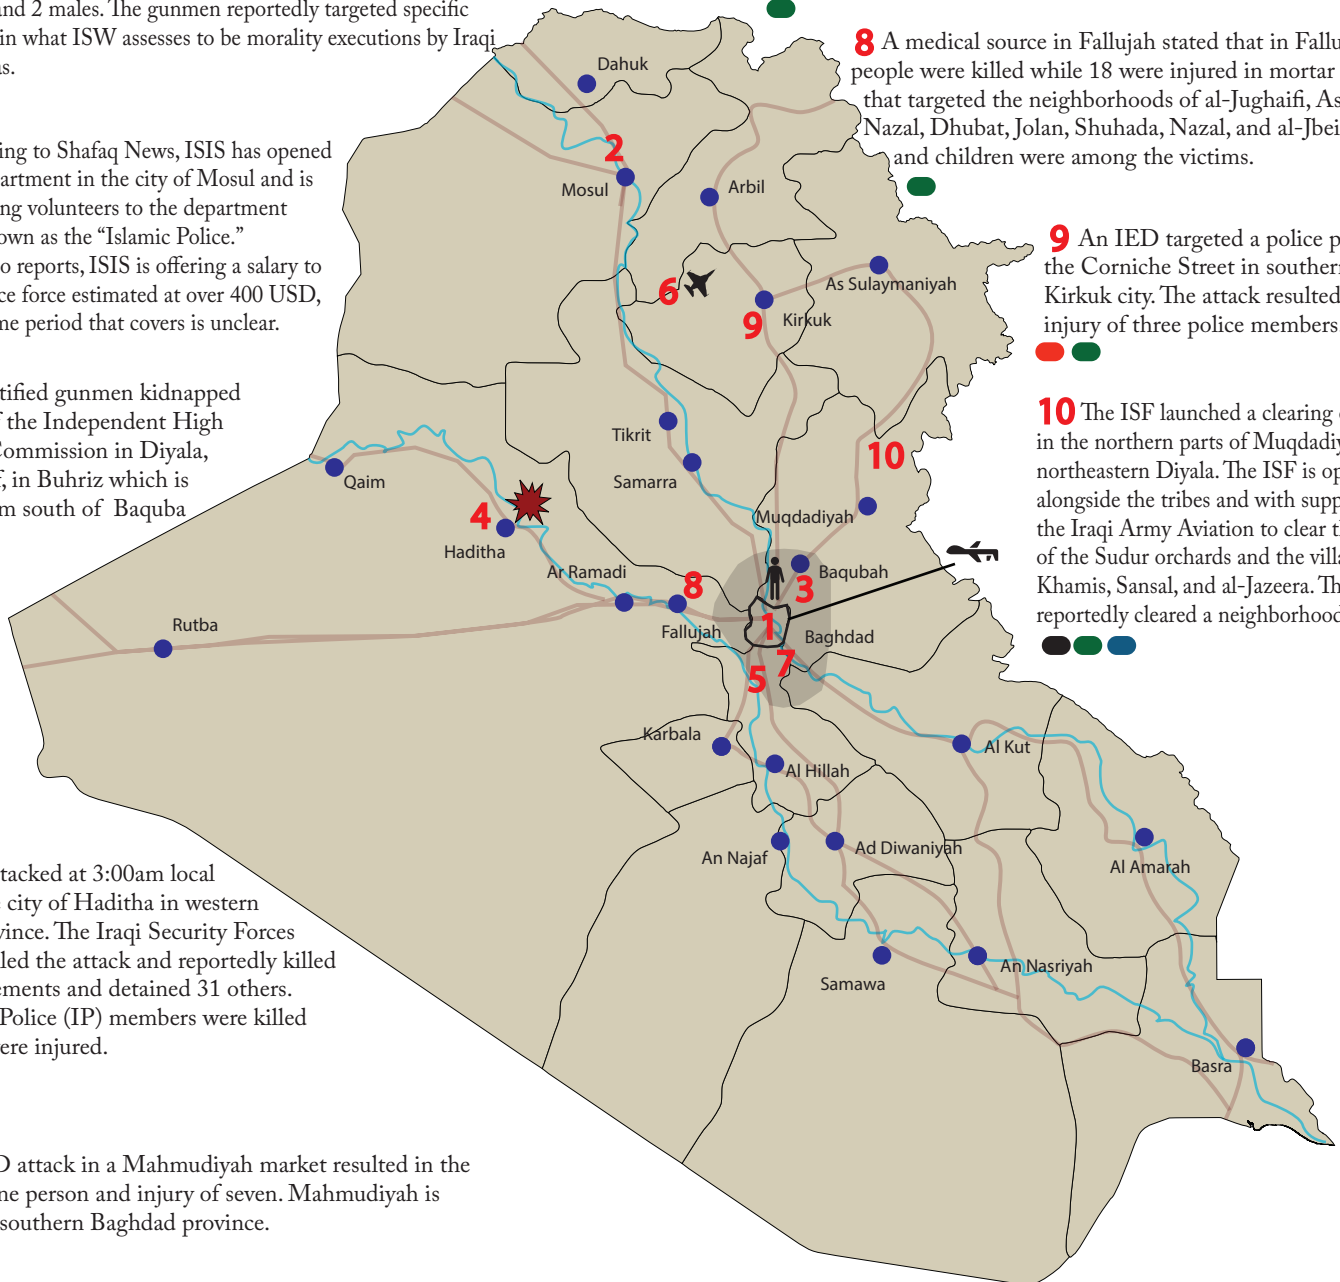 and 2 males. The gunmen reportedly targeted specific
in what ISW assesses to be morality executions by Iraqi
s.
ing to Shafaq News, ISIS has opened
artment in the city of Mosul and is
ng volunteers to the department
own as the “Islamic Police.”
o reports, ISIS is offering a salary to
ce force estimated at over 400 USD,
me period that covers is unclear.
tified gunmen kidnapped
f the Independent High
Commission in Diyala,
f, in Buhriz which is
m south of Baquba
tacked at 3:00am local
e city of Haditha in western
vince. The Iraqi Security Forces
led the attack and reportedly killed
ements and detained 31 others.
Police (IP) members were killed
ere injured.
D attack in a Mahmudiyah market resulted in the
ne person and injury of seven. Mahmudiyah is
southern Baghdad province.
8 A medical source in Fallujah stated that in Fallu
people were killed while 18 were injured in mortar
that targeted the neighborhoods of al-Jughaifi, As
Nazal, Dhubat, Jolan, Shuhada, Nazal, and al-Jbei
and children were among the victims.
9 An IED targeted a police p
the Corniche Street in southern
Kirkuk city. The attack resulted
injury of three police members
10 The ISF launched a clearing
in the northern parts of Muqdadiy
northeastern Diyala. The ISF is op
alongside the tribes and with supp
the Iraqi Army Aviation to clear th
of the Sudur orchards and the villa
Khamis, Sansal, and al-Jazeera. Th
reportedly cleared a neighborhood
Dahuk
2
Mosul
Arbil
6
As Sulaymaniyah
9
Kirkuk
Tikrit
10
Samarra
Qaim
4
Muqdadiyah
Haditha
Ar Ramadi
8
3
Baqubah
Rutba
Fallujah
1
Baghdad
7
5
Karbala
Al Kut
Al Hillah
An Najaf
Ad Diwaniyah
Al Amarah
Samawa
An Nasriyah
Basra